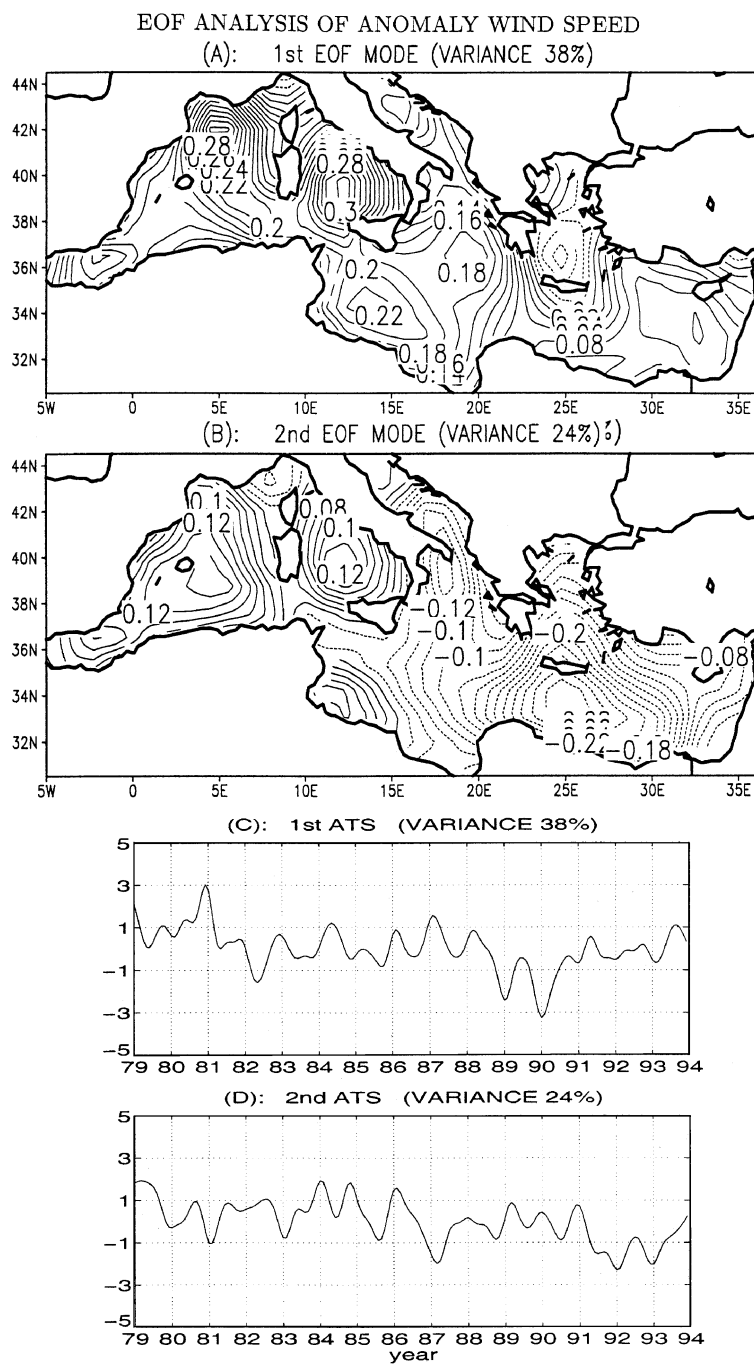 EOF ANALYSIS OF ANOMALY WIND SPEED
(A): 1st EOF MODE (VARIANCE 38%)
44N
42N
40N
38N
36N
34N
32N
0.28
0.24
0.22
0.2
0.28
0.3
0.2
0.22
0.18
0.16
0.16
0.18
0.08
5W 0 5E 10E 15E 20E 25E 30E 35E
(B): 2nd EOF MODE (VARIANCE 24%)
44N
42N
40N
38N
36N
34N
32N
0.1
0.12
0.12
0.08
0.1
0.12
−0.12
−0.1
−0.1
−0.2
−0.08
−0.22
−0.18
5W 0 5E 10E 15E 20E 25E 30E 35E
(C): 1st ATS (VARIANCE 38%)
5
3
1
−1
−3
−5
79 80 81 82 83 84 85 86 87 88 89 90 91 92 93 94
(D): 2nd ATS (VARIANCE 24%)
5
3
1
−1
−3
−5
79 80 81 82 83 84 85 86 87 88 89 90 91 92 93 94
year